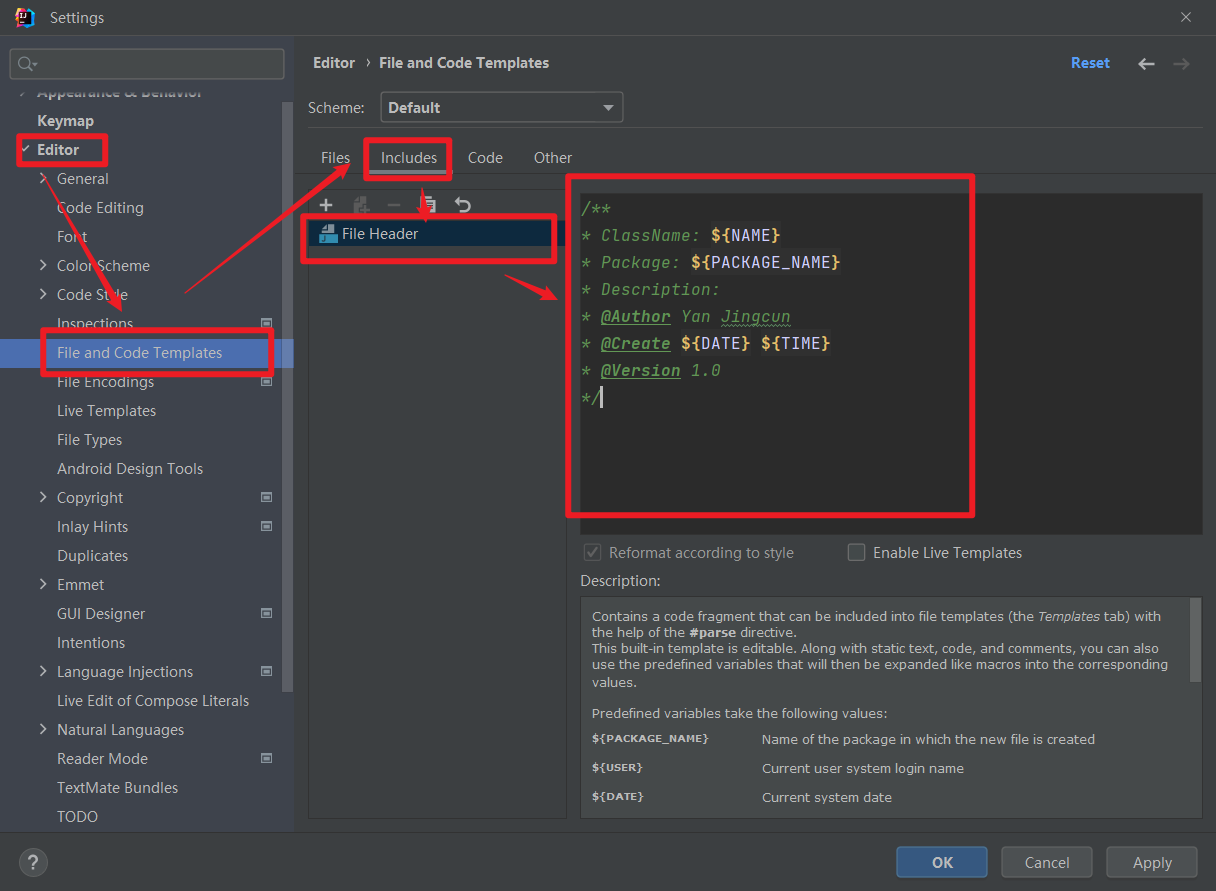 Settings
Appearance & Behavior
Keymap
Editor
General
Code Editing
Font
Color Scheme
Code Style
Inspections
File and Code Templates
File Encodings
Live Templates
File Types
Android Design Tools
Copyright
Inlay Hints
Duplicates
Emmet
GUI Designer
Intentions
Language Injections
Live Edit of Compose Literals
Natural Languages
Reader Mode
TextMate Bundles
TODO
Editor › File and Code Templates
Reset
Scheme: Default
Files Includes Code Other
File Header
/**
* ClassName: ${NAME}
* Package: ${PACKAGE_NAME}
* Description:
* @Author Yan Jingcun
* @Create ${DATE} ${TIME}
* @Version 1.0
*/
Reformat according to style Enable Live Templates
Description:
Contains a code fragment that can be included into file templates (the Templates tab) with
the help of the #parse directive.
This built-in template is editable. Along with static text, code, and comments, you can also
use the predefined variables that will then be expanded like macros into the corresponding
values.
Predefined variables take the following values:
${PACKAGE_NAME} Name of the package in which the new file is created
${USER} Current user system login name
${DATE} Current system date
? OK Cancel Apply